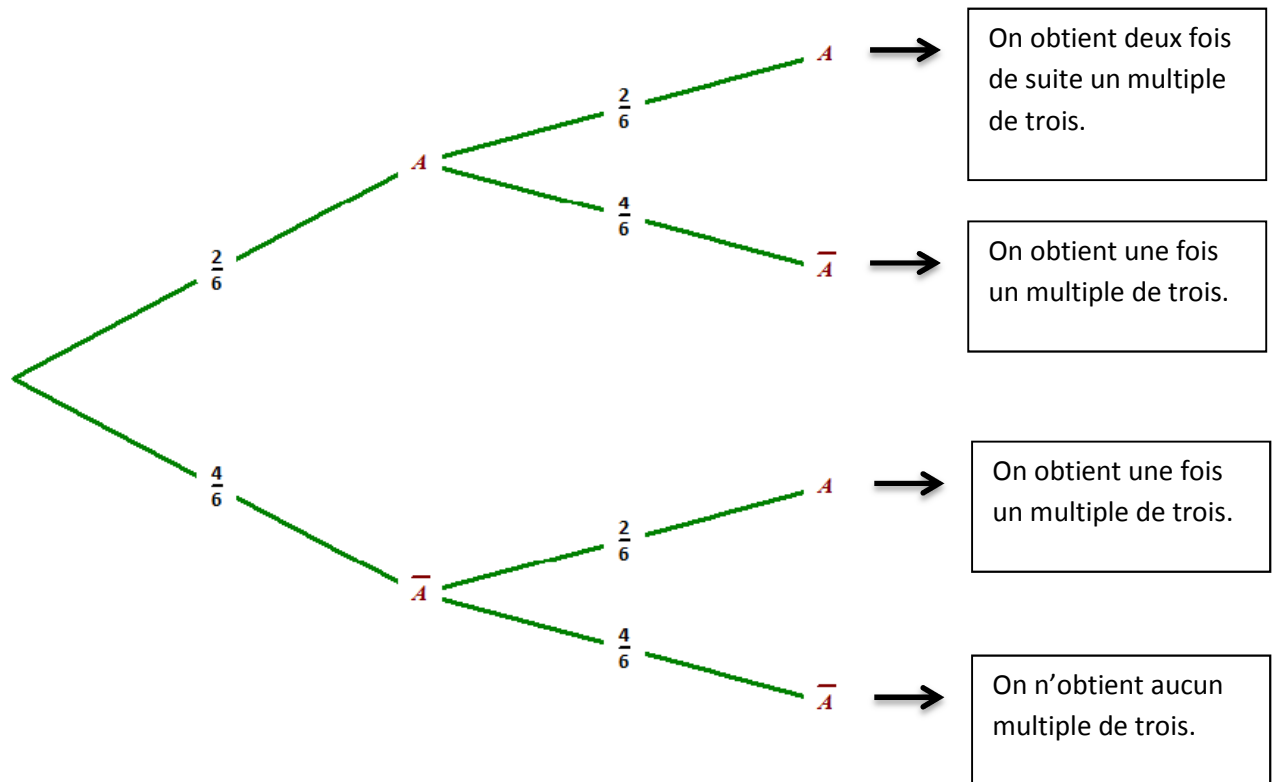 A
On obtient deux fois
de suite un multiple
de trois.
2
6
A
4
6
A̅
On obtient une fois
un multiple de trois.
2
6
4
6
A̅
2
6
A
On obtient une fois
un multiple de trois.
4
6
A̅
On n’obtient aucun
multiple de trois.